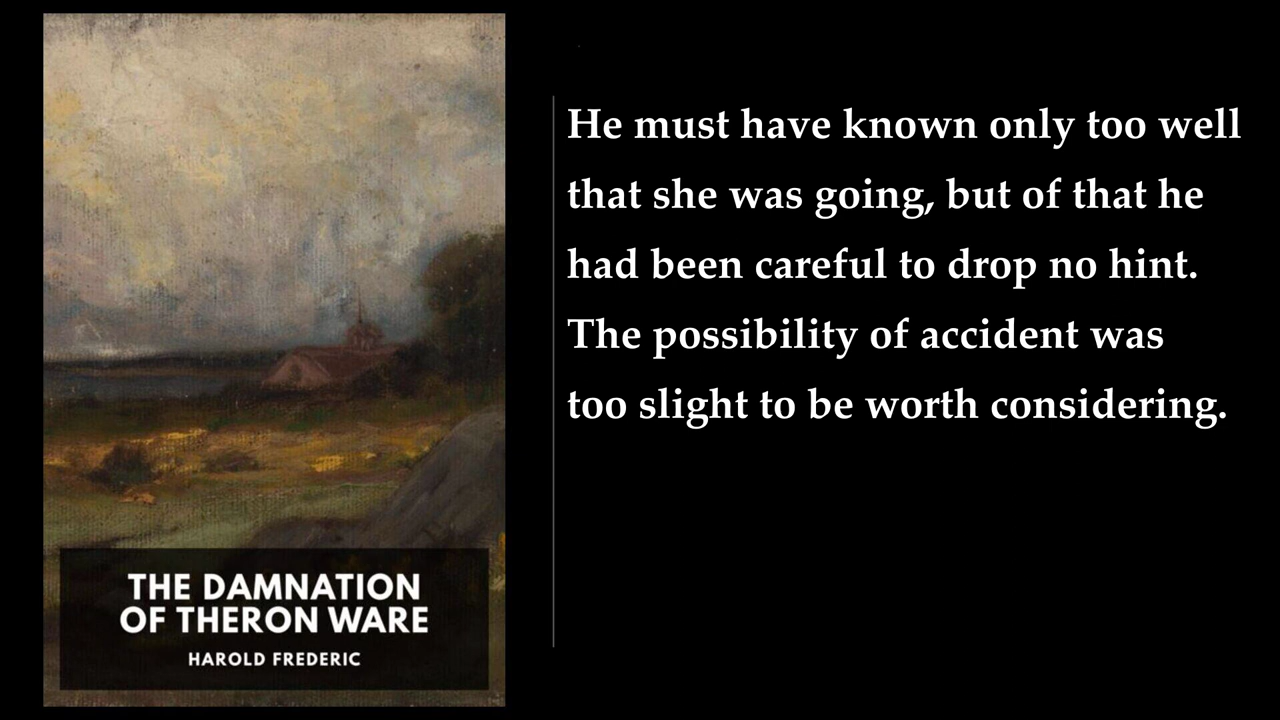 THE DAMNATION
OF THERON WARE
HAROLD FREDERIC
He must have known only too well
that she was going, but of that he
had been careful to drop no hint.
The possibility of accident was
too slight to be worth considering.